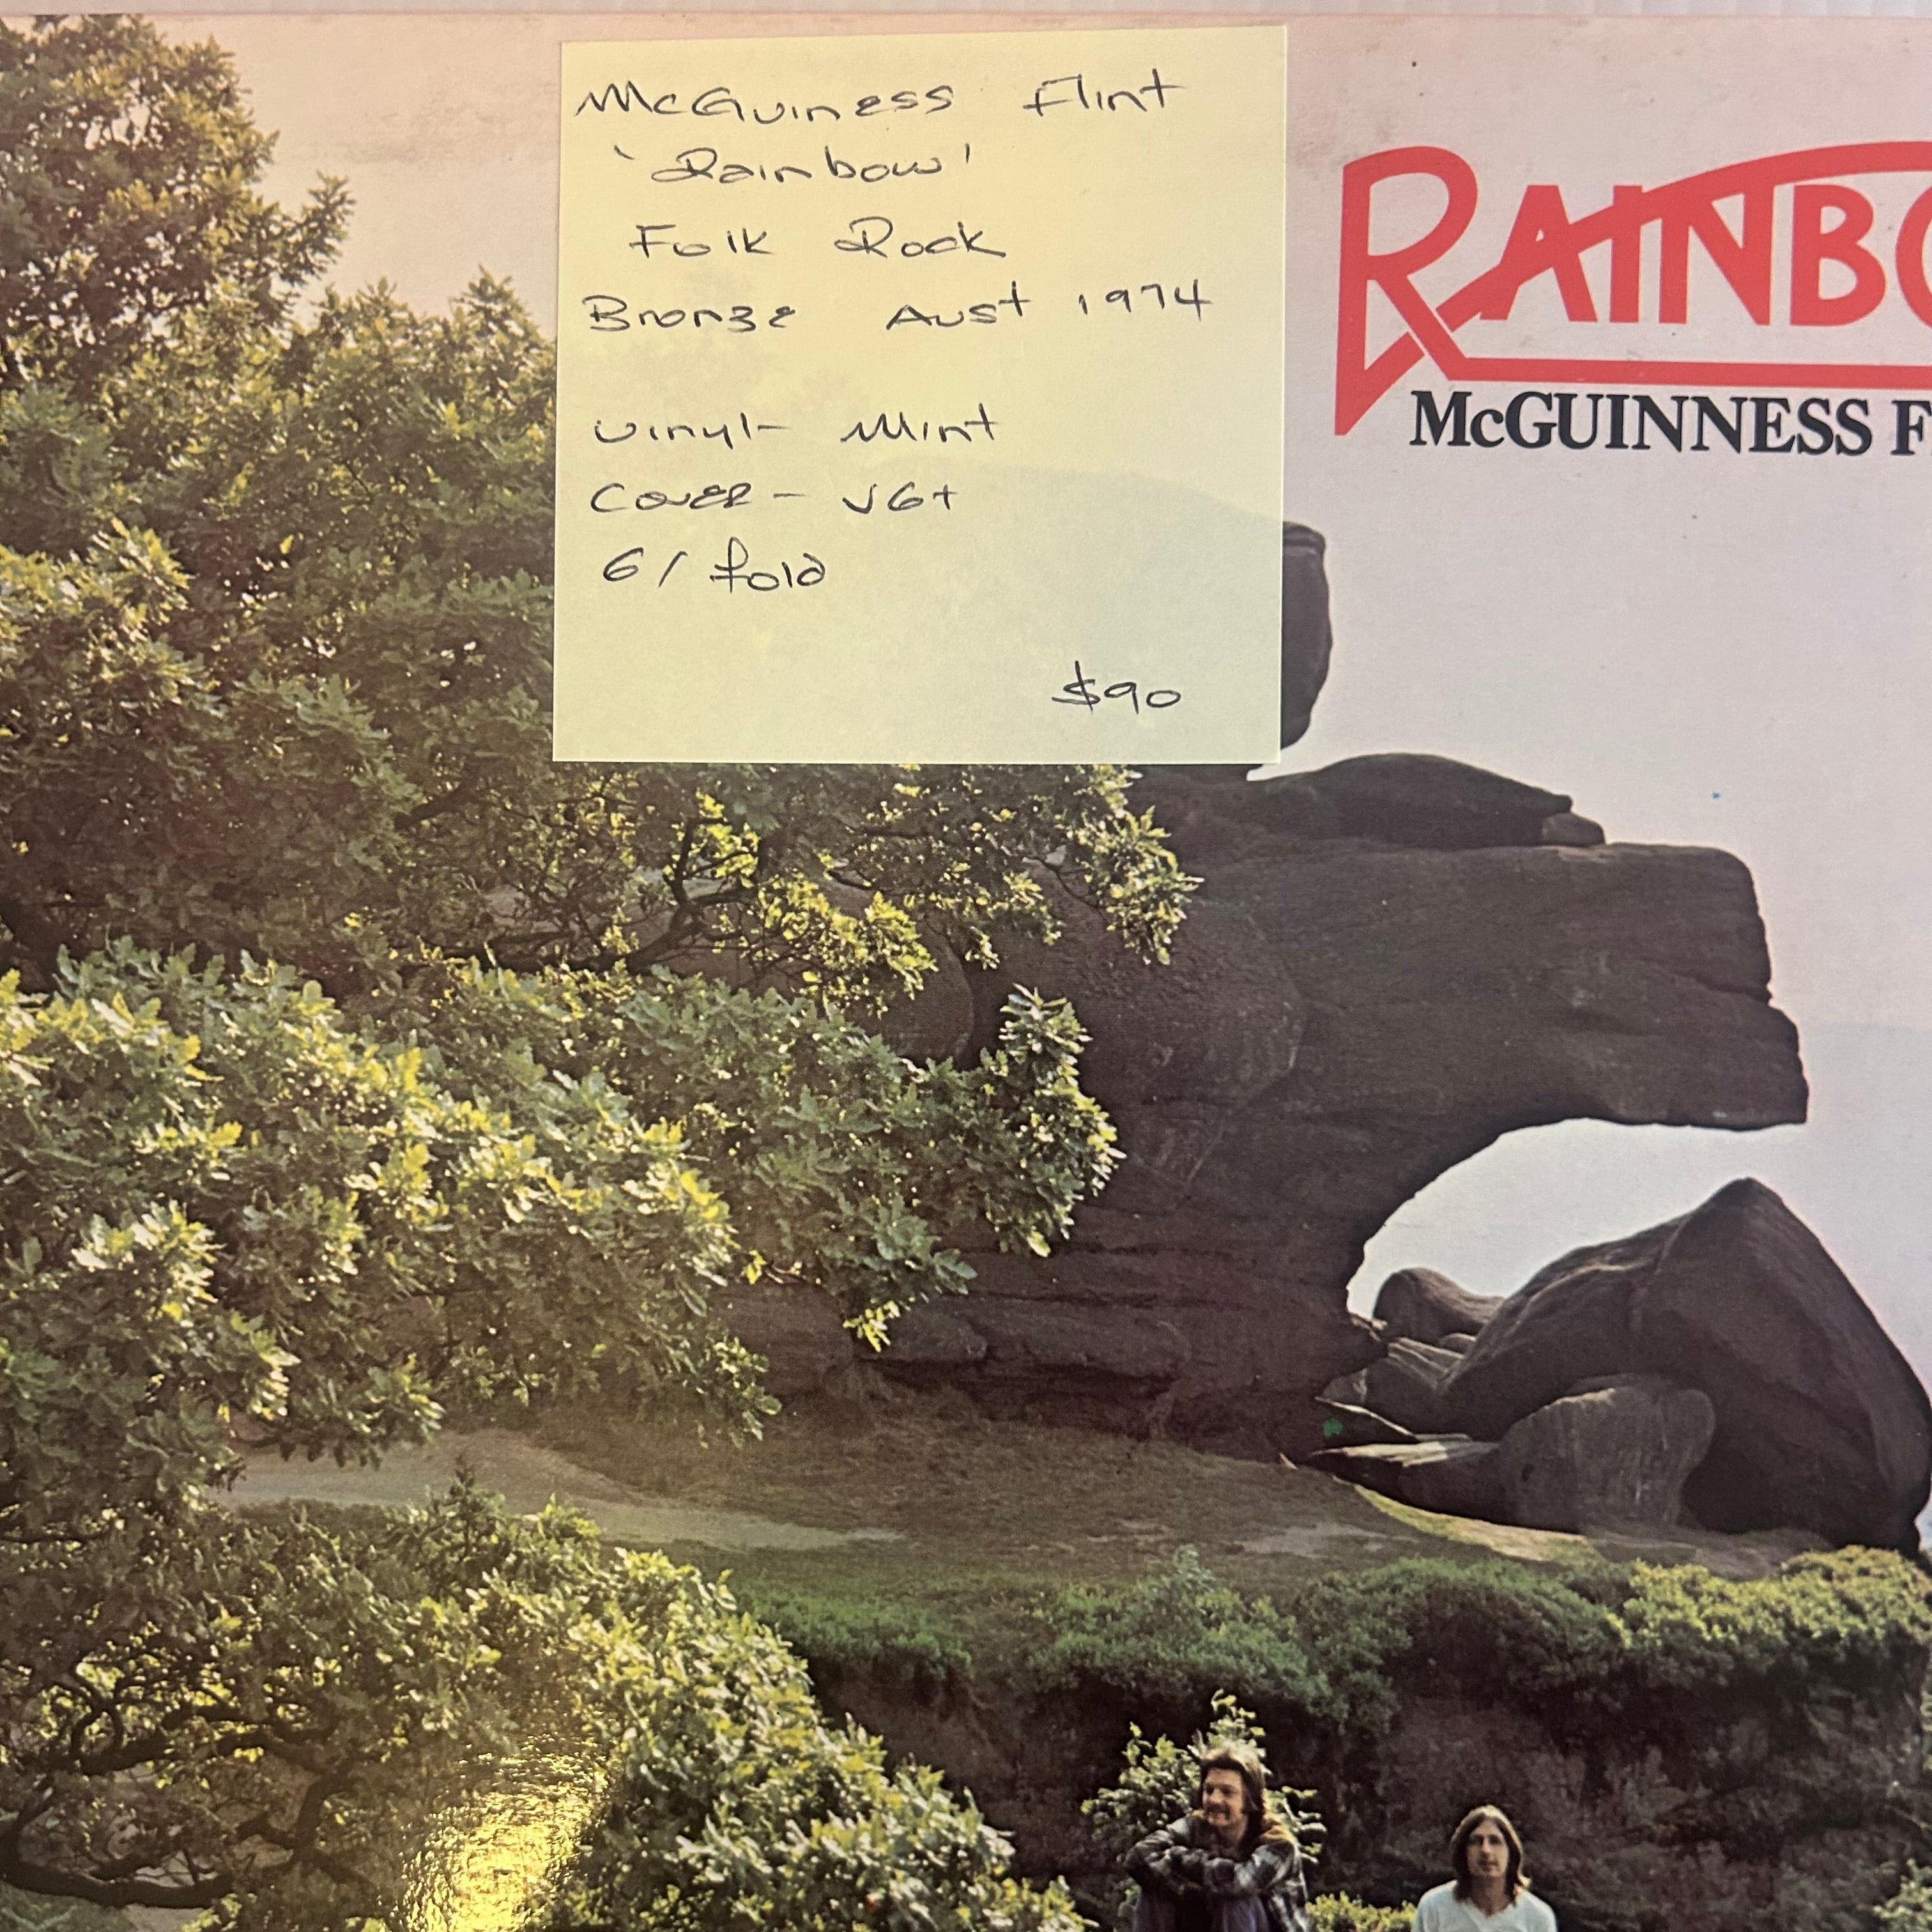 McGuiness Flint
'Rainbow'
Folk Rock
Bronze Aust 1974
Vinyl- Mint
Cover - VG+
G/fold
$90
RAINBO
McGUINNESS F